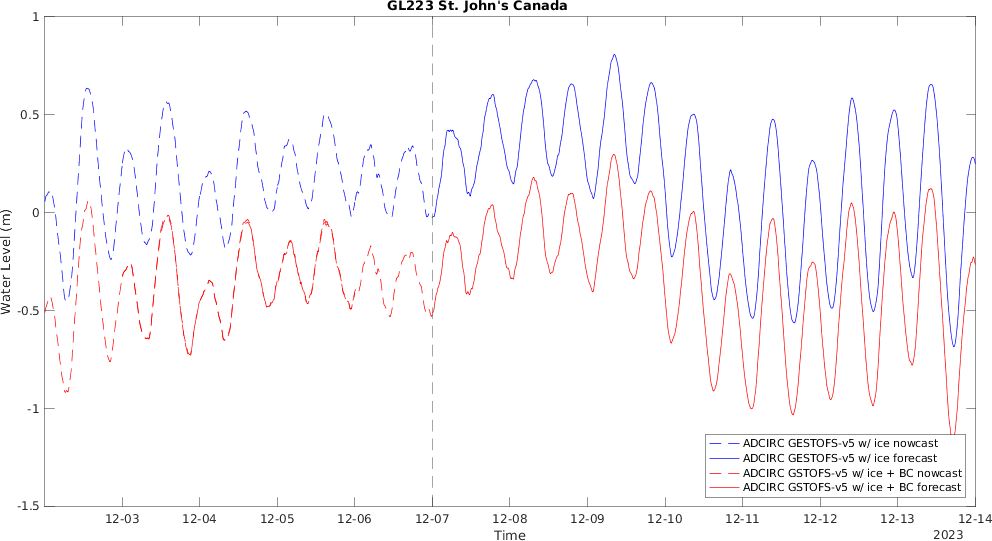 GL223 St. John's Canada
1
0.5
0
-0.5
-1
-1.5
Water Level (m)
12-03 12-04 12-05 12-06 12-07 12-08 12-09 12-10 12-11 12-12 12-13 12-14
Time
2023
ADCIRC GESTOFS-v5 w/ ice nowcast
ADCIRC GESTOFS-v5 w/ ice forecast
ADCIRC GSTOFS-v5 w/ ice + BC nowcast
ADCIRC GSTOFS-v5 w/ ice + BC forecast